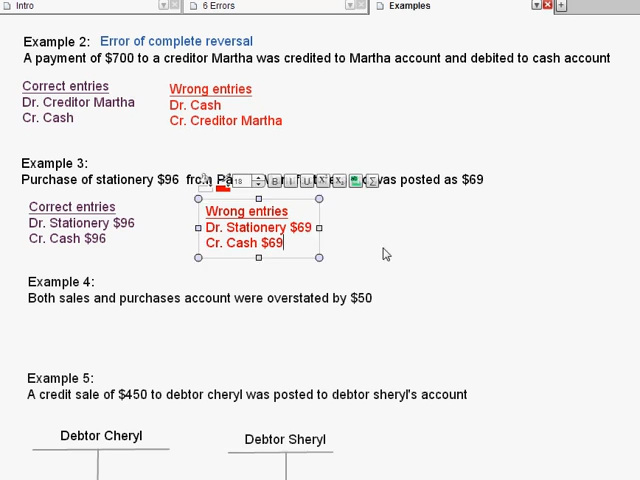 Intro
6 Errors
Examples
Example 2: Error of complete reversal
A payment of $700 to a creditor Martha was credited to Martha account and debited to cash account
Correct entries
Dr. Creditor Martha
Cr. Cash
Wrong entries
Dr. Cash
Cr. Creditor Martha
Example 3:
Purchase of stationery $96 from was posted as $69
18
B I U
Correct entries
Dr. Stationery $96
Cr. Cash $96
Wrong entries
Dr. Stationery $69
Cr. Cash $69
Example 4:
Both sales and purchases account were overstated by $50
Example 5:
A credit sale of $450 to debtor cheryl was posted to debtor sheryl's account
Debtor Cheryl
Debtor Sheryl